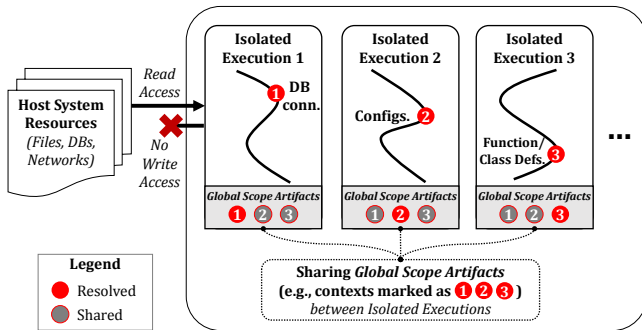 Host System
Resources
(Files, DBs,
Networks)
Read
Access
No
Write
Access
Isolated
Execution 1
1 DB
conn.
Global Scope Artifacts
1 2 3
Isolated
Execution 2
Configs. 2
Global Scope Artifacts
1 2 3
Isolated
Execution 3
Function/
Class Defs. 3
Global Scope Artifacts
1 2 3
...
Legend
Resolved
Shared
Sharing Global Scope Artifacts
(e.g., contexts marked as 1 2 3 )
between Isolated Executions